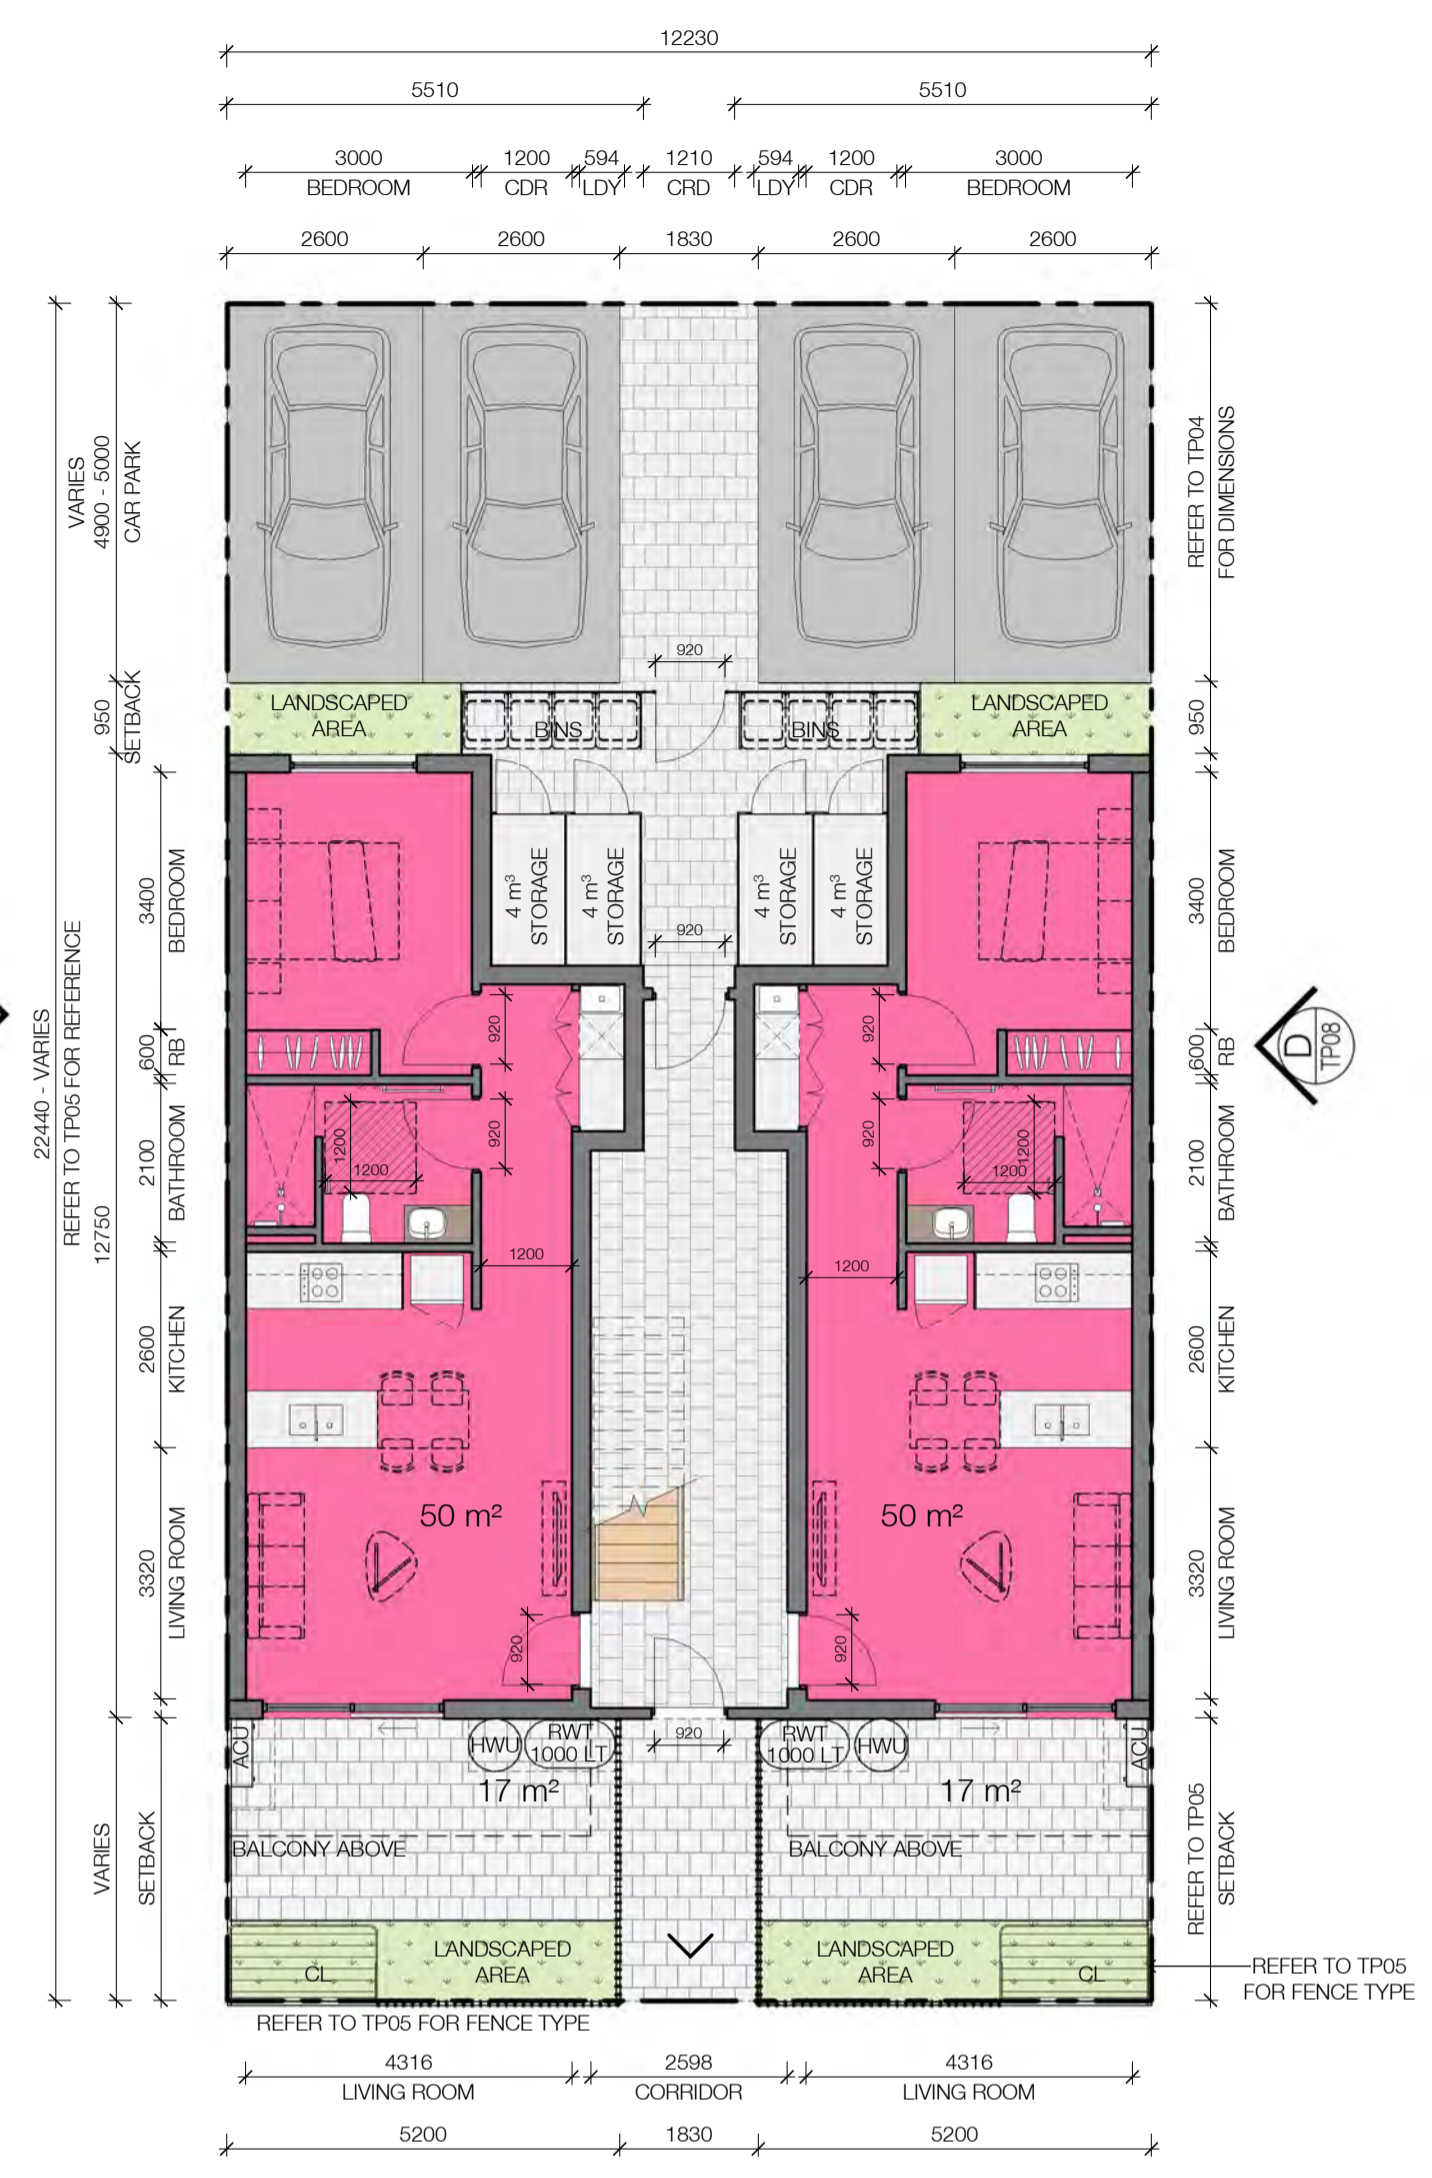 12230
5510 5510
3000 1200 594 1210 594 1200 3000
BEDROOM CDR LDY CRD LDY CDR BEDROOM
2600 2600 1830 2600 2600
22440 - VARIES
REFER TO TP05 FOR REFERENCE
VARIES
4900 - 5000
CAR PARK
950
SETBACK
12750
3400
BEDROOM
600
RB
2100
BATHROOM
2600
KITCHEN
3320
LIVING ROOM
VARIES
SETBACK
920
LANDSCAPED
AREA
BINS
BINS
LANDSCAPED
AREA
4 m³
STORAGE
4 m³
STORAGE
4 m³
STORAGE
4 m³
STORAGE
920
920
920
920
920
1200
1200
1200
1200
1200
1200
50 m²
50 m²
920
920
ACU
HWU
RWT
1000 LT
920
RWT
1000 LT
HWU
ACU
17 m²
17 m²
BALCONY ABOVE
BALCONY ABOVE
CL
LANDSCAPED
AREA
LANDSCAPED
AREA
CL
REFER TO TP05 FOR FENCE TYPE
REFER TO TP04
FOR DIMENSIONS
950
3400
BEDROOM
600
RB
D
TP08
2100
BATHROOM
2600
KITCHEN
3320
LIVING ROOM
REFER TO TP05
SETBACK
REFER TO TP05
FOR FENCE TYPE
4316 2598 4316
LIVING ROOM CORRIDOR LIVING ROOM
5200 1830 5200